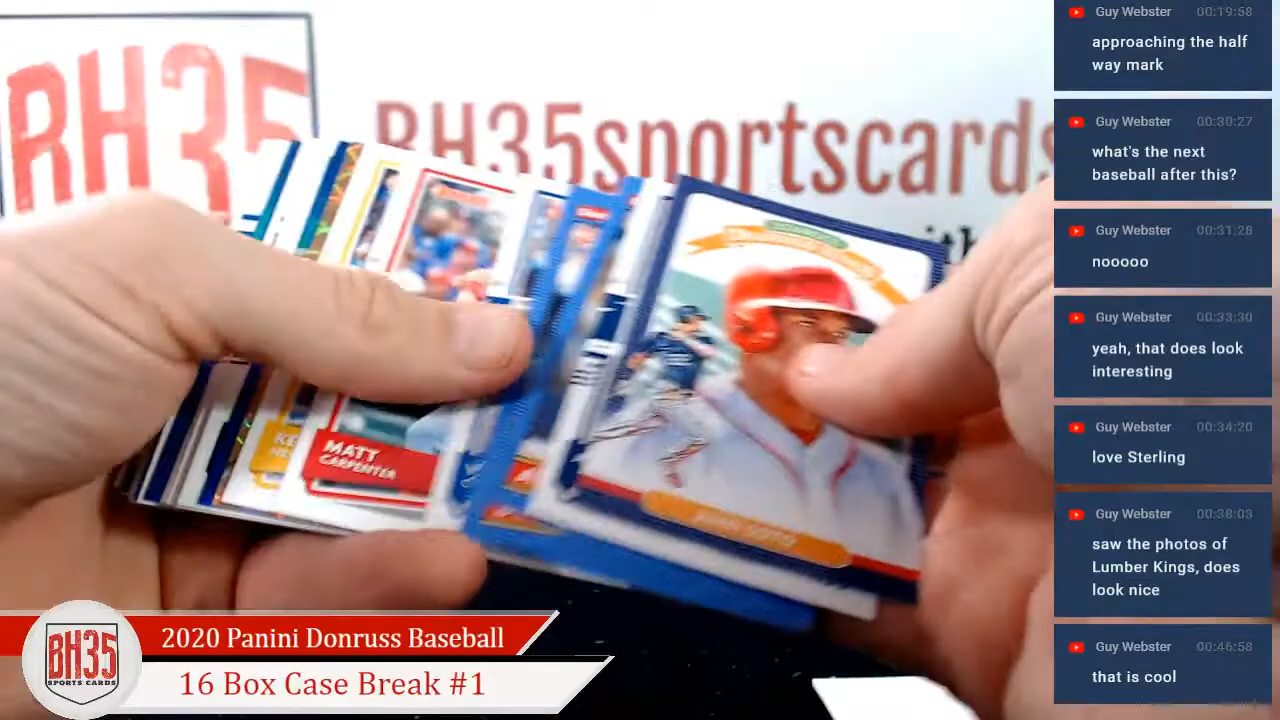 BH35
BH35sportscards
MATT
CARPENTER
KE
BH35
SPORTS CARDS
2020 Panini Donruss Baseball
16 Box Case Break #1
Guy Webster 00:19:58
approaching the half
way mark
Guy Webster 00:30:27
what's the next
baseball after this?
Guy Webster 00:31:28
nooooo
Guy Webster 00:33:30
yeah, that does look
interesting
Guy Webster 00:34:20
love Sterling
Guy Webster 00:38:03
saw the photos of
Lumber Kings, does
look nice
Guy Webster 00:46:58
that is cool